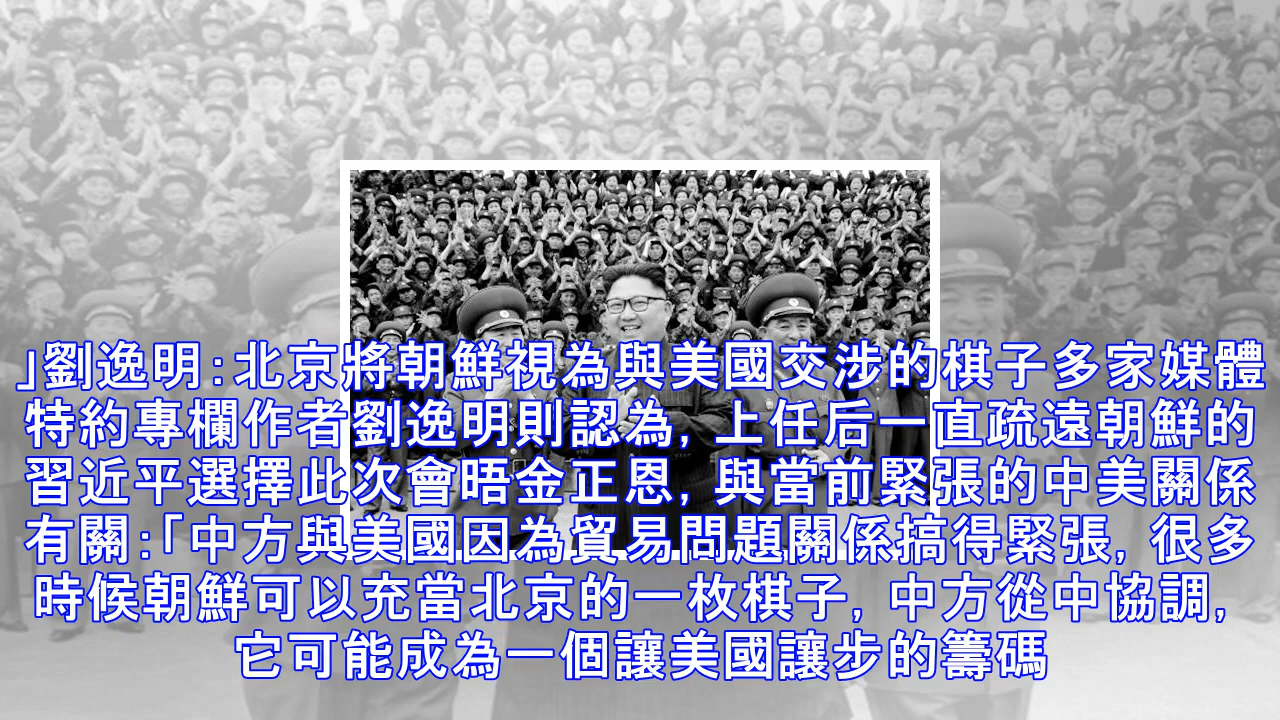 」劉逸明：北京將朝鮮視為與美國交涉的棋子多家媒體
特約專欄作者劉逸明則認為，上任后一直疏遠朝鮮的
習近平選擇此次會晤金正恩，與當前緊張的中美關係
有關：「中方與美國因為貿易問題關係搞得緊張，很多
時候朝鮮可以充當北京的一枚棋子，中方從中協調，
它可能成為一個讓美國讓步的籌碼